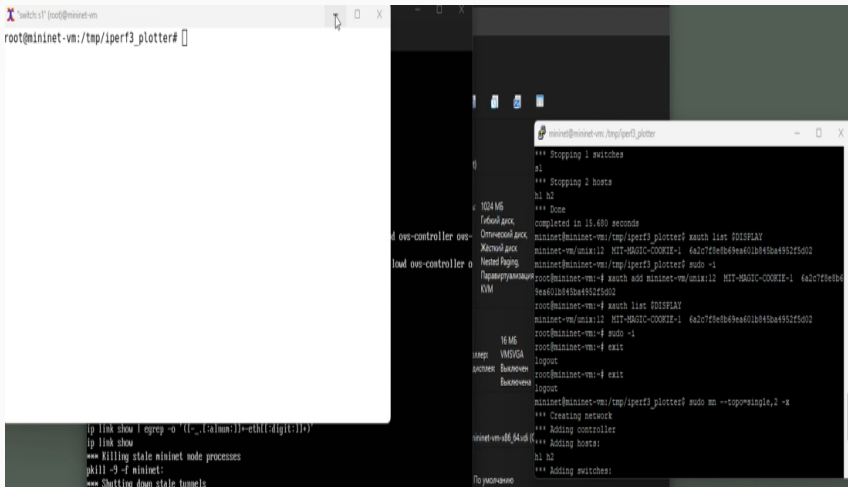 "switch: s1" (root)@mininet-vm
root@mininet-vm:/tmp/iperf3_plotter#
d ovs-controller ovs-
lowd ovs-controller o
ip link show | egrep -o '([-_.[:alnum:]]+-eth[[:digit:]]+)'
ip link show
*** Killing stale mininet node processes
pkill -9 -f mininet:
*** Shutting down stale tunnels
1024 МБ
Гибкий диск,
Оптический диск,
Жёсткий диск
Nested Paging,
Паравиртуализация
KVM
16 МБ
VMSVGA
Выключен
Выключена
mininet-vm-x86_64.vdi
По умолчанию
mininet@mininet-vm: /tmp/iperf3_plotter
*** Stopping 1 switches
s1
*** Stopping 2 hosts
h1 h2
*** Done
completed in 15.680 seconds
mininet@mininet-vm:/tmp/iperf3_plotter$ xauth list $DISPLAY
mininet-vm/unix:12 MIT-MAGIC-COOKIE-1 6a2c7f8e8b69ea601b845ba4952f5d02
mininet@mininet-vm:/tmp/iperf3_plotter$ sudo -i
root@mininet-vm:~# xauth add mininet-vm/unix:12 MIT-MAGIC-COOKIE-1 6a2c7f8e8b6
9ea601b845ba4952f5d02
root@mininet-vm:~# xauth list $DISPLAY
mininet-vm/unix:12 MIT-MAGIC-COOKIE-1 6a2c7f8e8b69ea601b845ba4952f5d02
root@mininet-vm:~# sudo -i
root@mininet-vm:~# exit
logout
root@mininet-vm:~# exit
logout
mininet@mininet-vm:/tmp/iperf3_plotter$ sudo mn --topo=single,2 -x
*** Creating network
*** Adding controller
*** Adding hosts:
h1 h2
*** Adding switches: